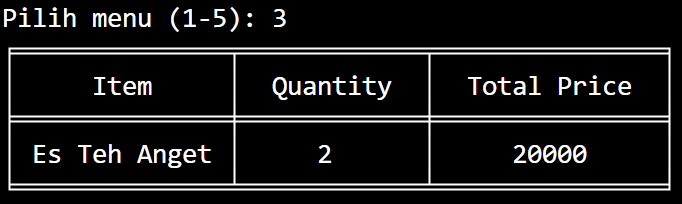 Pilih menu (1-5): 3
Item Quantity Total Price
Es Teh Anget 2 20000